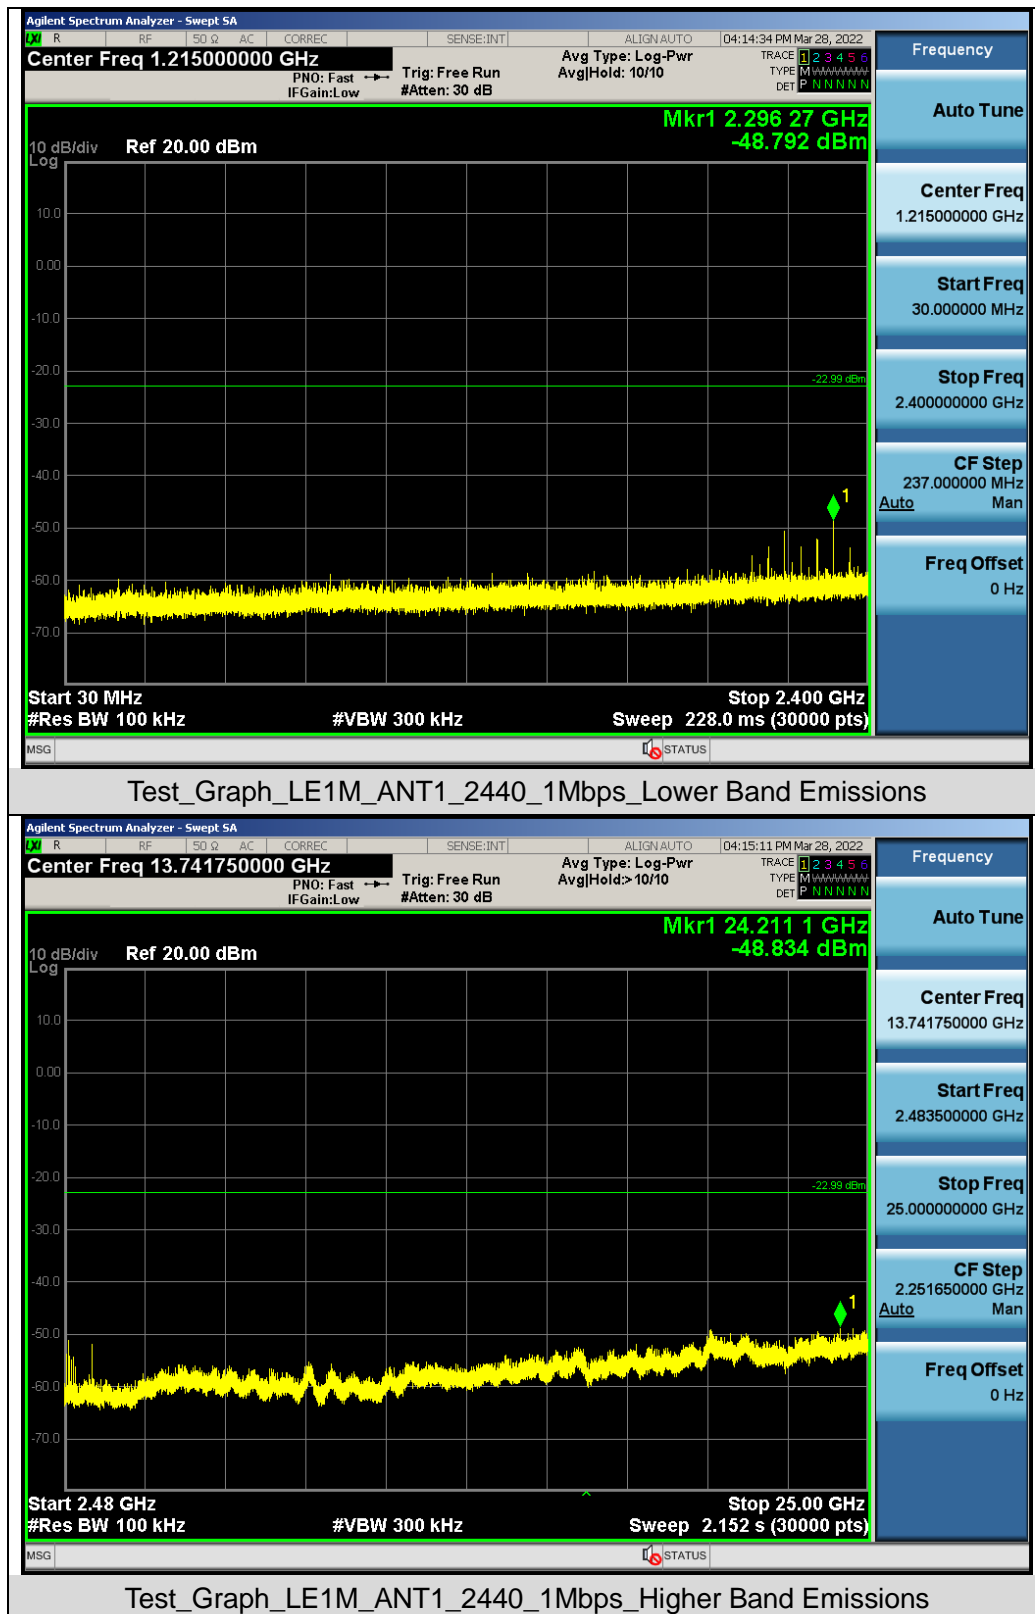 Agilent Spectrum Analyzer - Swept SA
LXI R RF 50 Ω AC CORREC SENSE:INT ALIGN AUTO 04:14:34 PM Mar 28, 2022
Center Freq 1.215000000 GHz
PNO: Fast
IFGain:Low
Trig: Free Run
#Atten: 30 dB
Avg Type: Log-Pwr
Avg|Hold: 10/10
TRACE 1 2 3 4 5 6
TYPE M
DET P N N N N N
Mkr1 2.296 27 GHz
-48.792 dBm
10 dB/div Ref 20.00 dBm
Log
10.0
0.00
-10.0
-20.0
-22.99 dBm
-30.0
-40.0
1
-50.0
-60.0
-70.0
Start 30 MHz Stop 2.400 GHz
#Res BW 100 kHz #VBW 300 kHz Sweep 228.0 ms (30000 pts)
MSG STATUS
Frequency
Auto Tune
Center Freq
1.215000000 GHz
Start Freq
30.000000 MHz
Stop Freq
2.400000000 GHz
CF Step
237.000000 MHz
Auto Man
Freq Offset
0 Hz
Test_Graph_LE1M_ANT1_2440_1Mbps_Lower Band Emissions
Agilent Spectrum Analyzer - Swept SA
LXI R RF 50 Ω AC CORREC SENSE:INT ALIGN AUTO 04:15:11 PM Mar 28, 2022
Center Freq 13.741750000 GHz
PNO: Fast
IFGain:Low
Trig: Free Run
#Atten: 30 dB
Avg Type: Log-Pwr
Avg|Hold:> 10/10
TRACE 1 2 3 4 5 6
TYPE M
DET P N N N N N
Mkr1 24.211 1 GHz
-48.834 dBm
10 dB/div Ref 20.00 dBm
Log
10.0
0.00
-10.0
-20.0
-22.99 dBm
-30.0
-40.0
1
-50.0
-60.0
-70.0
Start 2.48 GHz Stop 25.00 GHz
#Res BW 100 kHz #VBW 300 kHz Sweep 2.152 s (30000 pts)
MSG STATUS
Frequency
Auto Tune
Center Freq
13.741750000 GHz
Start Freq
2.483500000 GHz
Stop Freq
25.000000000 GHz
CF Step
2.251650000 GHz
Auto Man
Freq Offset
0 Hz
Test_Graph_LE1M_ANT1_2440_1Mbps_Higher Band Emissions